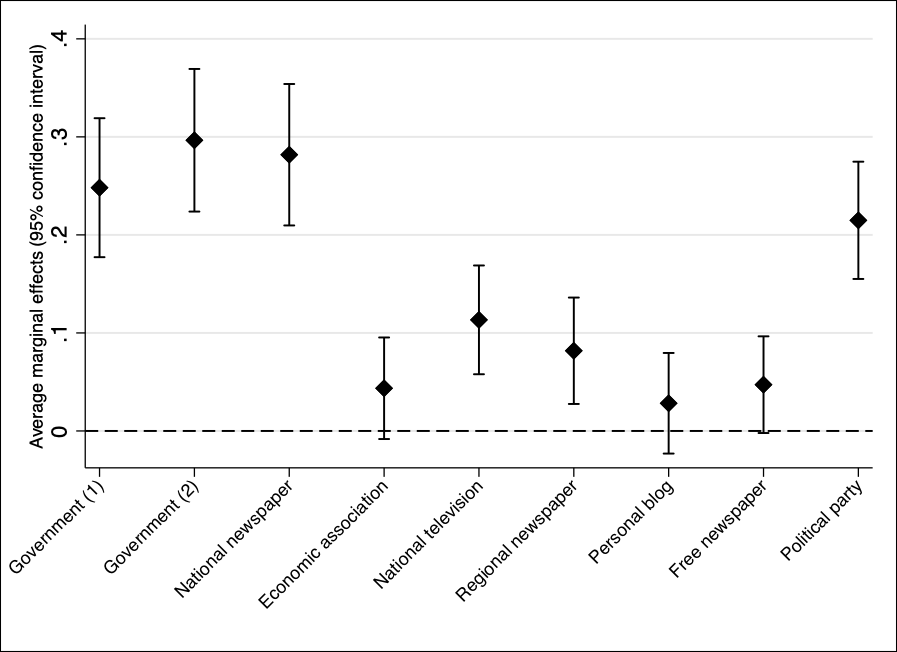 Average marginal effects (95% confidence interval)
.4
.3
.2
.1
0
Government (1)
Government (2)
National newspaper
Economic association
National television
Regional newspaper
Personal blog
Free newspaper
Political party